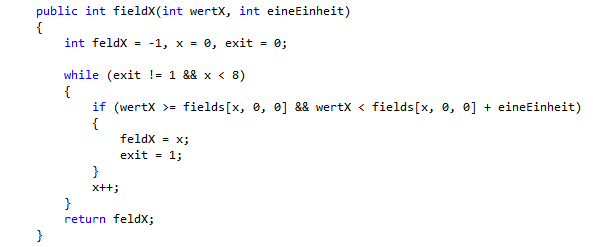 public int fieldX(int wertX, int eineEinheit)
{
    int feldX = -1, x = 0, exit = 0;

    while (exit != 1 && x < 8)
    {
        if (wertX >= fields[x, 0, 0] && wertX < fields[x, 0, 0] + eineEinheit)
        {
            feldX = x;
            exit = 1;
        }
        x++;
    }
    return feldX;
}